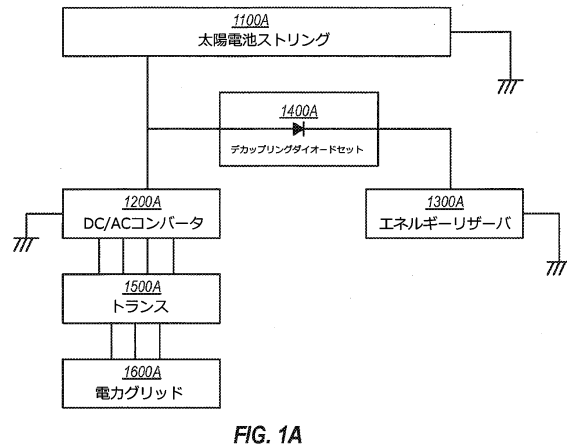 1100A
太陽電池ストリング
1400A
デカップリングダイオードセット
1200A
DC/ACコンバータ
1300A
エネルギーリザーバ
1500A
トランス
1600A
電力グリッド
FIG. 1A